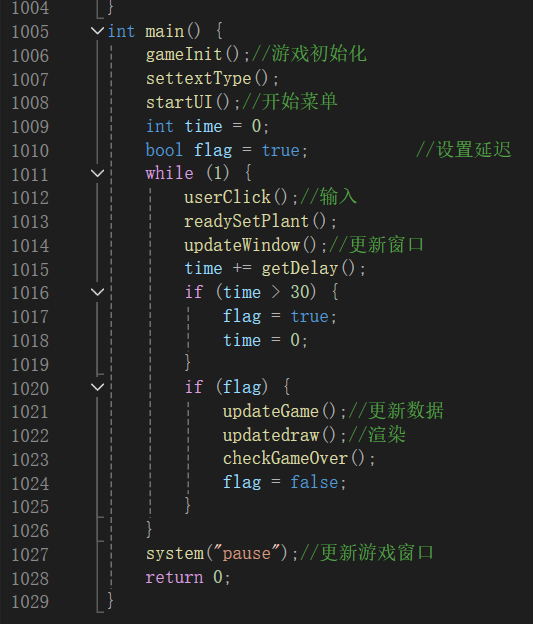 1004 }
1005 int main() {
1006 gameInit();//游戏初始化
1007 settextType();
1008 startUI();//开始菜单
1009 int time = 0;
1010 bool flag = true; //设置延迟
1011 while (1) {
1012 userClick();//输入
1013 readySetPlant();
1014 updateWindow();//更新窗口
1015 time += getDelay();
1016 if (time > 30) {
1017 flag = true;
1018 time = 0;
1019 }
1020 if (flag) {
1021 updateGame();//更新数据
1022 updatedraw();//渲染
1023 checkGameOver();
1024 flag = false;
1025 }
1026 }
1027 system("pause");//更新游戏窗口
1028 return 0;
1029 }